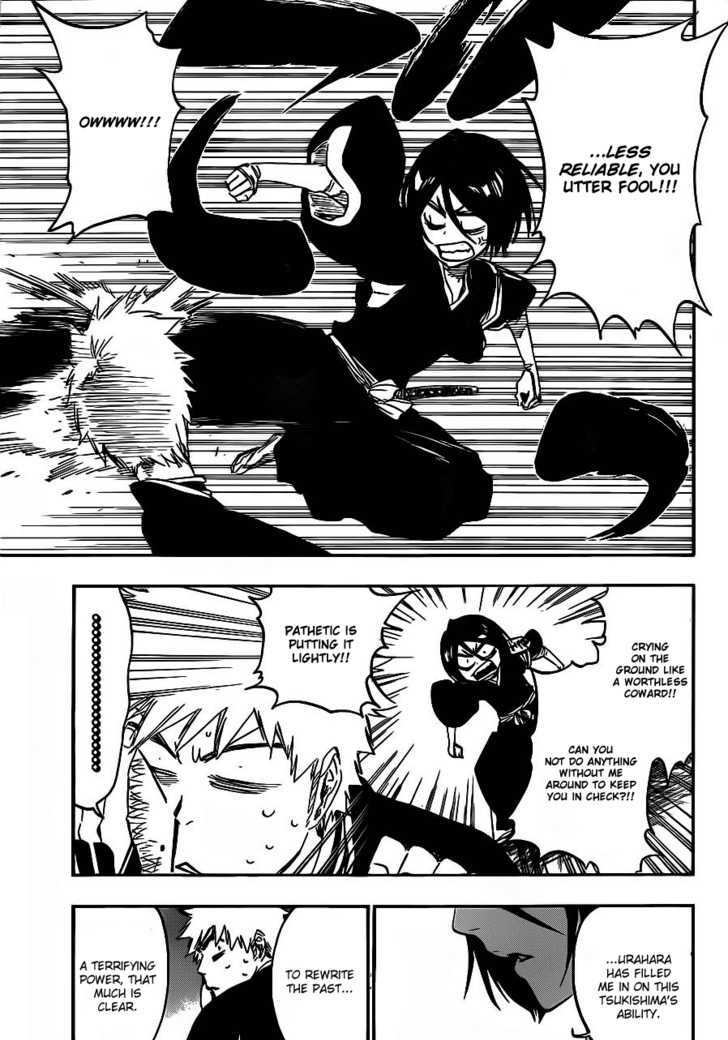 ...LESS
RELIABLE, YOU
UTTER FOOL!!!
OWWWW!!!
CRYING
ON THE
GROUND LIKE
A WORTHLESS
COWARD!!
CAN YOU
NOT DO ANYTHING
WITHOUT ME
AROUND TO KEEP
YOU IN CHECK?!!
PATHETIC IS
PUTTING IT
LIGHTLY!!
...URAHARA
HAS FILLED
ME IN ON THIS
TSUKISHIMA'S
ABILITY.
TO REWRITE
THE PAST...
A TERRIFYING
POWER, THAT
MUCH IS
CLEAR.